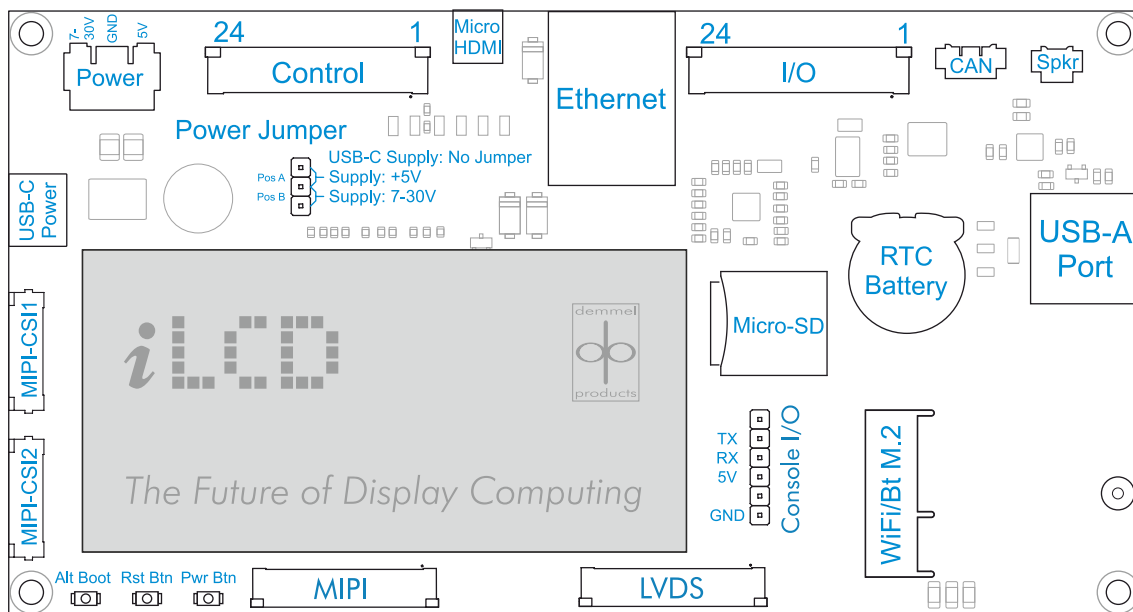 7-
30V
GND
5V
Power
24
1
Control
Micro
HDMI
Ethernet
24
1
I/O
CAN
Spkr
Power Jumper
USB-C Supply: No Jumper
Pos A
Supply: +5V
Pos B
Supply: 7-30V
USB-C
Power
USB-A
Port
RTC
Battery
Micro-SD
MIPI-CSI1
MIPI-CSI2
iLCD
demmel
dp
products
The Future of Display Computing
TX
RX
5V
GND
Console I/O
WiFi/Bt M.2
Alt Boot
Rst Btn
Pwr Btn
MIPI
LVDS